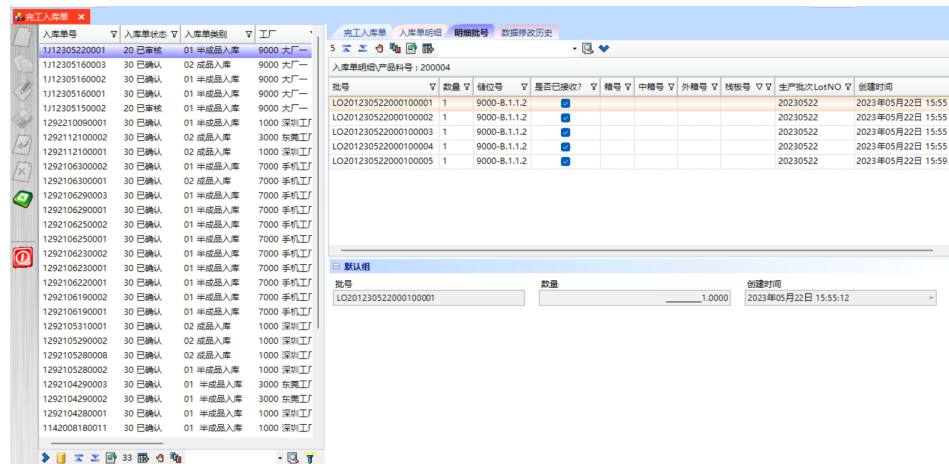 完工入库单 ×
入库单号 入库单状态 入库单类别 工厂
1J12305220001 20 已审核 01 半成品入库 9000 大厂一
1J12305160003 30 已确认 02 成品入库 9000 大厂一
1J12305160002 30 已确认 01 半成品入库 9000 大厂一
1J12305160001 30 已确认 01 半成品入库 9000 大厂一
1J12305150002 20 已审核 01 半成品入库 9000 大厂一
1292210090001 30 已确认 01 半成品入库 1000 深圳工厂
1292112100002 30 已确认 02 成品入库 3000 东莞工厂
1292112100001 30 已确认 02 成品入库 1000 深圳工厂
1292106300002 30 已确认 01 半成品入库 7000 手机工厂
1292106300001 30 已确认 02 成品入库 7000 手机工厂
1292106290003 30 已确认 01 半成品入库 7000 手机工厂
1292106290001 30 已确认 01 半成品入库 7000 手机工厂
1292106250002 30 已确认 01 半成品入库 7000 手机工厂
1292106250001 30 已确认 01 半成品入库 7000 手机工厂
1292106230002 30 已确认 01 半成品入库 7000 手机工厂
1292106230001 30 已确认 01 半成品入库 7000 手机工厂
1292106220001 30 已确认 01 半成品入库 7000 手机工厂
1292106190002 30 已确认 01 半成品入库 7000 手机工厂
1292106190001 30 已确认 01 半成品入库 7000 手机工厂
1292105310001 30 已确认 02 成品入库 1000 深圳工厂
1292105290002 30 已确认 02 成品入库 1000 深圳工厂
1292105280008 30 已确认 02 成品入库 1000 深圳工厂
1292105280002 30 已确认 01 半成品入库 1000 深圳工厂
1292104290003 30 已确认 01 半成品入库 3000 东莞工厂
1292104290002 30 已确认 01 半成品入库 3000 东莞工厂
1292104280001 30 已确认 01 半成品入库 1000 深圳工厂
1142008180011 30 已确认 01 半成品入库 1000 深圳工厂
33
完工入库单 入库单明细 明细批号 数据修改历史
5
入库单明细\产品料号：200004
批号 数量 储位号 是否已接收? 箱号 中箱号 外箱号 栈板号 生产批次LotNO 创建时间
LO201230522000100001 1 9000-B.1.1.2 20230522 2023年05月22日 15:55
LO201230522000100002 1 9000-B.1.1.2 20230522 2023年05月22日 15:55
LO201230522000100003 1 9000-B.1.1.2 20230522 2023年05月22日 15:55
LO201230522000100004 1 9000-B.1.1.2 20230522 2023年05月22日 15:55
LO201230522000100005 1 9000-B.1.1.2 20230522 2023年05月22日 15:59
默认组
批号 数量 创建时间
LO201230522000100001 ______1.0000 2023年05月22日 15:55:12